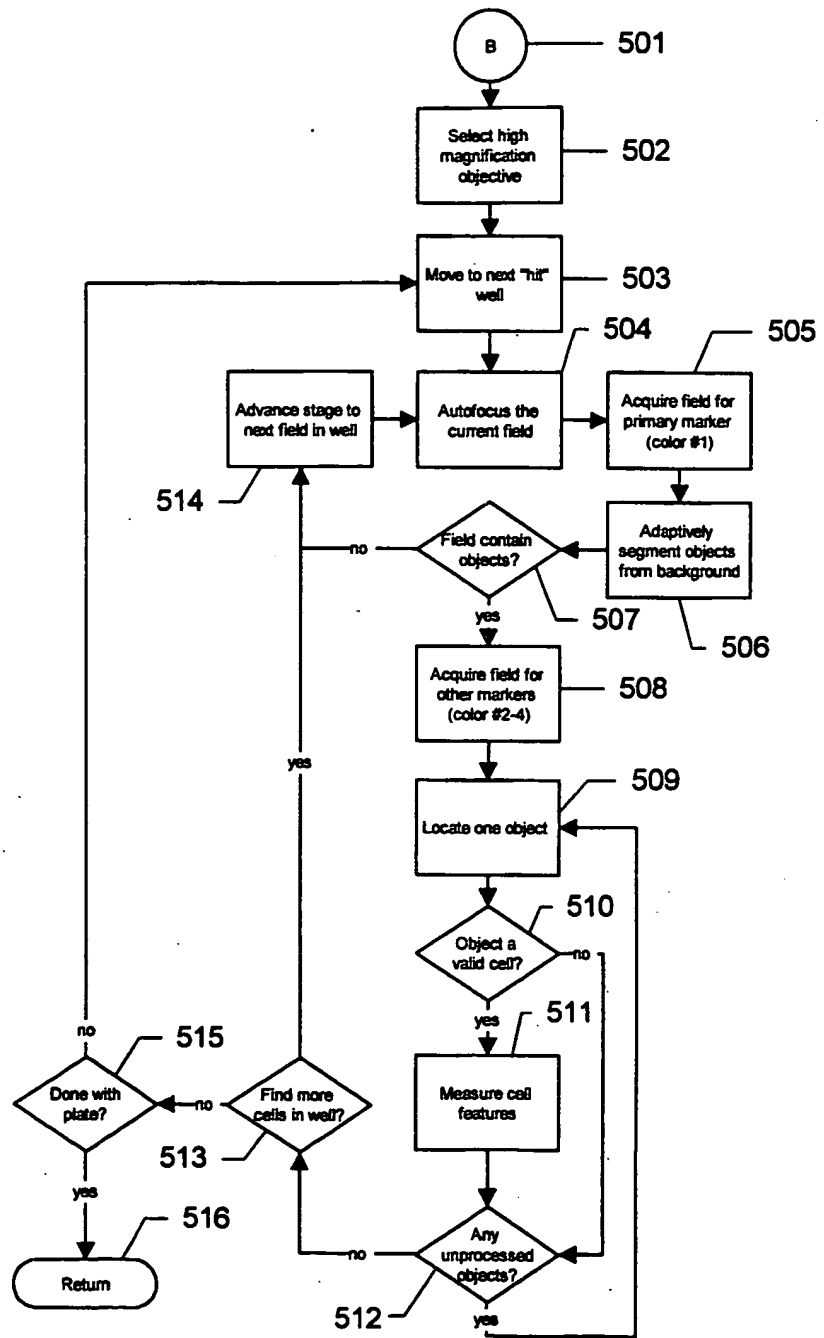 B
501
Select high
magnification
objective
502
Move to next "hit"
well
503
504
505
Advance stage to
next field in well
514
Autofocus the
current field
Acquire field for
primary marker
(color #1)
no
Field contain
objects?
507
Adaptively
segment objects
from background
506
yes
Acquire field for
other markers
(color #2-4)
508
yes
509
Locate one object
510
Object a
valid cell?
no
yes
511
no
515
Done with
plate?
no
Find more
cells in well?
513
Measure cell
features
yes
516
Return
no
Any
unprocessed
objects?
512
yes